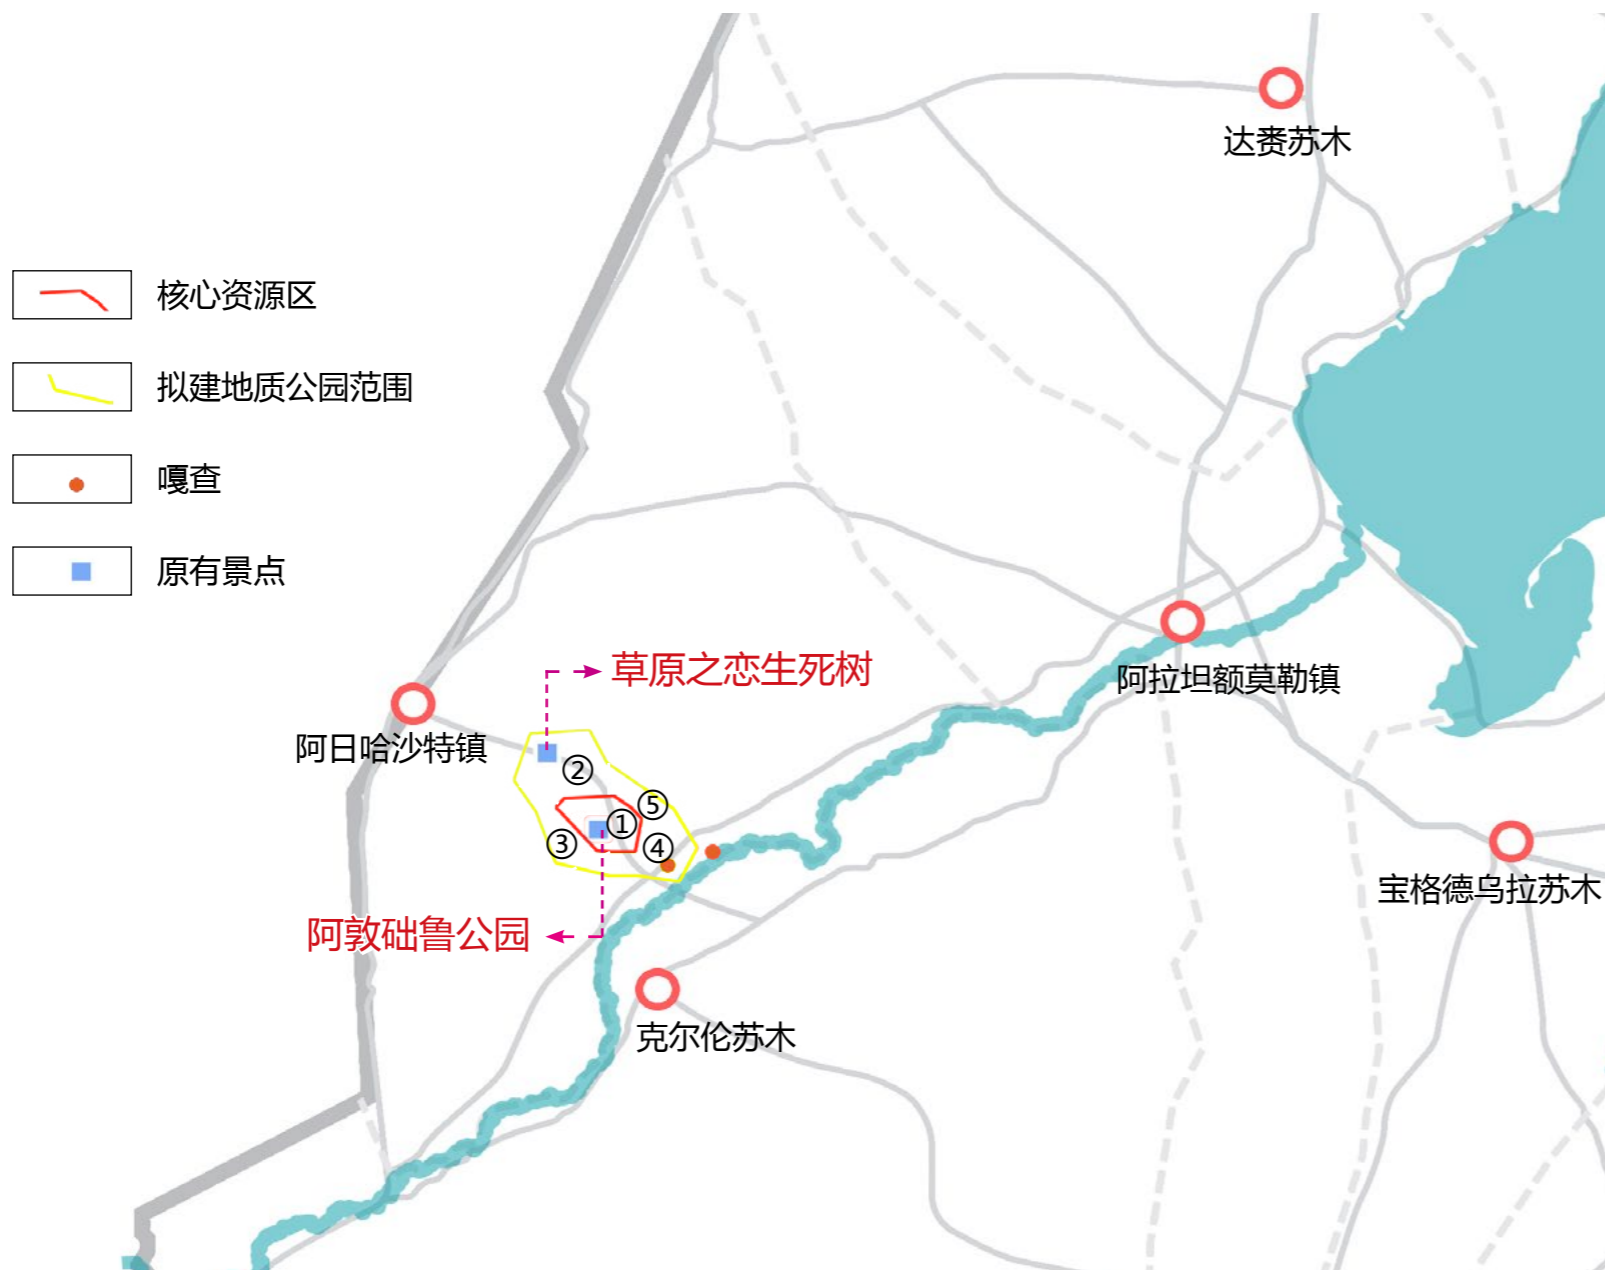 达赉苏木
核心资源区
拟建地质公园范围
嘎查
原有景点
草原之恋生死树
阿拉坦额莫勒镇
阿日哈沙特镇
②
⑤
①
③
④
宝格德乌拉苏木
阿敦础鲁公园
克尔伦苏木